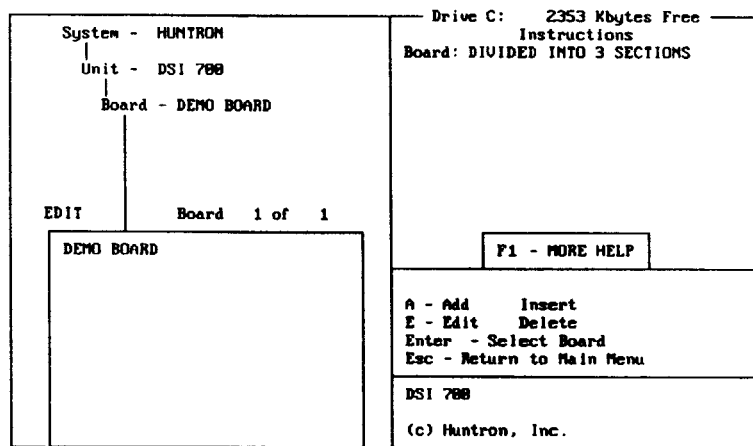 System - HUNTRON
Unit - DSI 700
Board - DEMO BOARD
EDIT Board 1 of 1
DEMO BOARD
Drive C: 2353 Kbytes Free
Instructions
Board: DIVIDED INTO 3 SECTIONS
F1 - MORE HELP
A - Add Insert
E - Edit Delete
Enter - Select Board
Esc - Return to Main Menu
DSI 700
(c) Huntron, Inc.